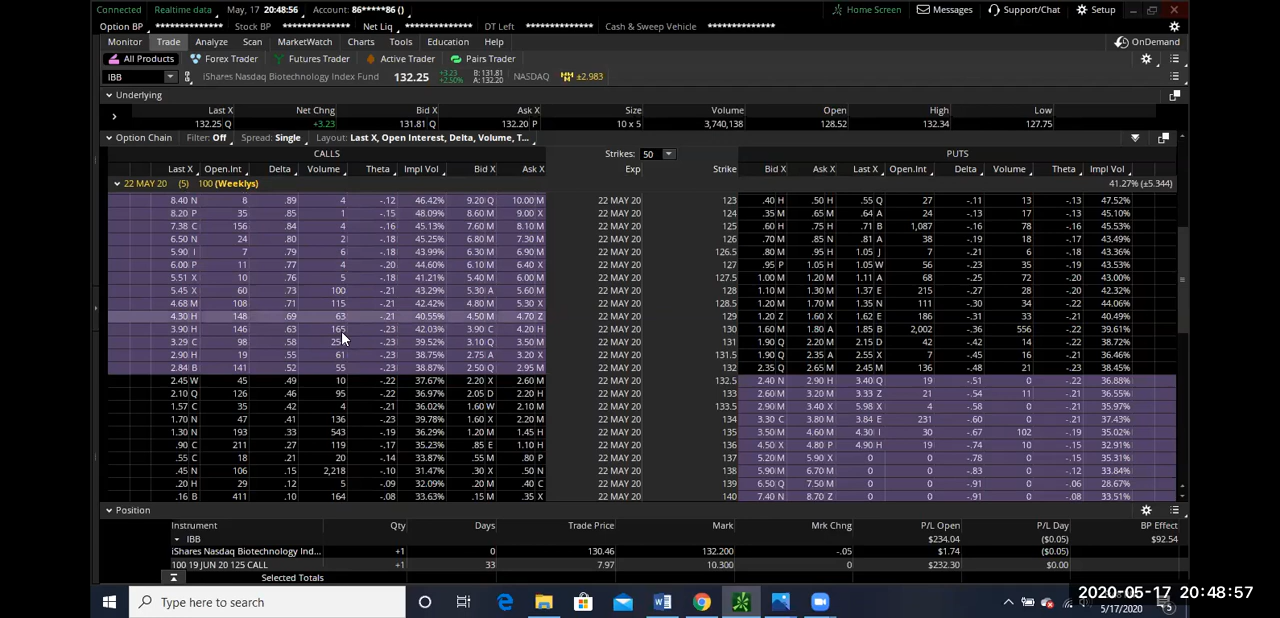 Connected Realtime data May, 17 20:48:56 Account: 86*****86 () Home Screen Messages Support/Chat Setup
Option BP ************** Stock BP ************** Net Liq ************** DT Left ************** Cash & Sweep Vehicle **************
Monitor Trade Analyze Scan MarketWatch Charts Tools Education Help OnDemand
All Products Forex Trader Futures Trader Active Trader Pairs Trader
IBB iShares Nasdaq Biotechnology Index Fund 132.25 +3.23 +2.50% B: 131.81 A: 132.20 NASDAQ ±2.983
Underlying
Last X Net Chng Bid X Ask X Size Volume Open High Low
132.25 Q +3.23 131.81 Q 132.20 P 10 x 5 3,740,138 128.52 132.34 127.75
Option Chain Filter: Off Spread: Single Layout: Last X, Open Interest, Delta, Volume, T...
CALLS Strikes: 50 PUTS
Last X Open.Int Delta Volume Theta Impl Vol Bid X Ask X Exp Strike Bid X Ask X Last X Open.Int Delta Volume Theta Impl Vol
22 MAY 20 (5) 100 (Weeklys) 41.27% (±5.344)
8.40 N 8 .89 4 -.12 46.42% 9.20 Q 10.00 M 22 MAY 20 123 .40 H .80 H .55 Q 27 -.11 13 -.13 47.52%
8.20 P 35 .85 1 -.15 48.09% 8.60 M 9.00 X 22 MAY 20 124 .35 M .65 M .64 A 24 -.13 17 -.13 45.10%
7.38 C 156 .84 4 -.16 45.13% 7.60 M 8.10 M 22 MAY 20 125 .60 M .75 H .71 B 1,087 -.16 78 -.16 45.53%
6.50 N 24 .80 2 -.18 45.25% 6.80 M 7.30 M 22 MAY 20 126 .70 M .85 N .81 A 38 -.19 18 -.17 43.49%
5.90 I 7 .79 6 -.18 43.99% 6.60 M 6.90 M 22 MAY 20 126.5 .80 M .95 M 1.05 J 7 -.21 6 -.18 43.36%
6.00 P 11 .77 4 -.20 44.60% 6.10 A 6.40 X 22 MAY 20 127 .95 P 1.05 H 1.05 W 56 -.23 35 -.19 43.53%
5.51 X 10 .76 5 -.18 41.21% 5.40 M 6.00 M 22 MAY 20 127.5 1.00 M 1.20 M 1.11 A 68 -.25 72 -.20 42.18%
5.45 X 60 .73 100 -.21 43.29% 5.30 A 5.60 M 22 MAY 20 128 1.10 M 1.30 M 1.37 E 215 -.27 28 -.20 42.32%
4.68 M 108 .71 115 -.21 42.42% 4.80 M 5.30 X 22 MAY 20 128.5 1.20 M 1.40 M 1.35 N 111 -.30 34 -.22 44.06%
4.30 H 148 .69 63 -.21 40.55% 4.50 M 4.70 Z 22 MAY 20 129 1.20 Z 1.60 X 1.62 E 186 -.31 44 -.20 40.49%
3.90 H 146 .63 165 -.23 42.03% 3.90 C 4.20 H 22 MAY 20 130 1.60 M 1.80 A 1.85 B 2,002 -.36 556 -.22 41.09%
3.29 C 98 .58 -.23 39.52% 3.10 Q 3.50 M 22 MAY 20 131 1.90 Q 2.20 M 2.15 D 42 -.42 14 -.22 38.72%
2.90 H 19 .55 61 -.23 38.75% 2.75 A 3.20 X 22 MAY 20 131.5 1.90 Q 2.35 A 2.55 X 7 -.45 16 -.21 36.46%
2.84 B 141 .52 55 -.23 38.87% 2.50 Q 2.95 M 22 MAY 20 132 2.35 Q 2.65 M 2.45 M 136 -.48 21 -.23 38.45%
2.45 W 45 .49 10 -.22 37.67% 2.20 X 2.60 M 22 MAY 20 132.5 2.40 N 2.90 H 3.40 Q 19 -.51 0 -.22 36.88%
2.10 Q 126 .46 95 -.22 37.92% 2.05 D 2.20 H 22 MAY 20 133 2.60 M 3.20 M 3.33 Z 21 -.54 11 -.21 36.55%
1.57 C 35 .42 4 -.21 36.02% 1.60 W 2.10 M 22 MAY 20 133.5 2.90 M 3.40 X 5.98 X 4 -.58 0 -.21 35.97%
1.70 N 47 .41 136 -.23 39.78% 1.60 X 2.20 M 22 MAY 20 134 3.30 C 3.80 M 3.84 E 231 -.60 0 -.21 37.43%
1.30 N 193 .33 543 -.19 36.29% 1.20 M 1.45 H 22 MAY 20 135 3.50 M 4.60 M 4.30 I 30 -.67 102 -.19 35.02%
.90 C 211 .27 119 -.17 35.23% .85 E 1.10 H 22 MAY 20 136 4.50 X 4.80 P 4.90 H 19 -.74 10 -.15 32.91%
.55 C 18 .21 20 -.14 33.87% .55 M .80 P 22 MAY 20 137 5.20 M 5.90 X 0 -.78 0 -.15 35.31%
.45 N 106 .15 2,218 -.10 31.47% .30 X .50 N 22 MAY 20 138 5.90 M 6.70 M 0 -.83 0 -.12 33.84%
.20 H 29 .12 5 -.09 32.09% .20 C .40 C 22 MAY 20 139 6.50 Q 7.50 M 0 -.91 0 -.06 28.67%
.16 B 411 .10 164 -.08 33.63% .15 M .35 X 22 MAY 20 140 7.40 N 8.70 Z 0 -.91 0 -.08 33.51%
Position
Instrument Qty Days Trade Price Mark Mrk Chng P/L Open P/L Day BP Effect
IBB $234.04 ($0.05) $92.54
iShares Nasdaq Biotechnology Ind... +1 0 130.46 132.200 -.05 $1.74 ($0.05)
100 19 JUN 20 125 CALL +1 33 7.97 10.300 0 $232.30 $0.00
Selected Totals
Type here to search
2020-05-17 20:48:57
5/17/2020